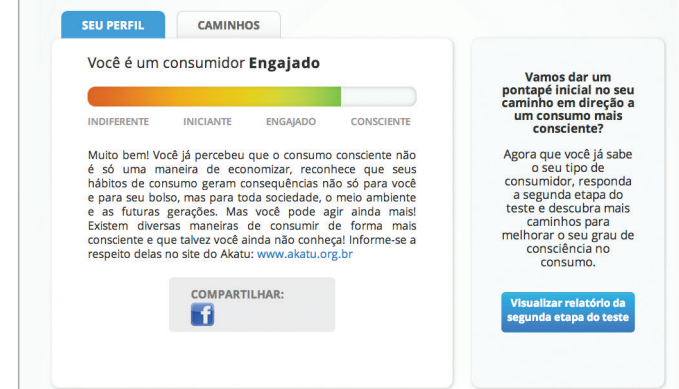 SEU PERFIL
CAMINHOS
Você é um consumidor Engajado
INDIFERENTE
INICIANTE
ENGAJADO
CONSCIENTE
Muito bem! Você já percebeu que o consumo consciente não
é só uma maneira de economizar, reconhece que seus
hábitos de consumo geram consequências não só para você
e para seu bolso, mas para toda sociedade, o meio ambiente
e as futuras gerações. Mas você pode agir ainda mais!
Existem diversas maneiras de consumir de forma mais
consciente e que talvez você ainda não conheça! Informe-se a
respeito delas no site do Akatu: www.akatu.org.br
COMPARTILHAR:
f
Vamos dar um
pontapé inicial no seu
caminho em direção a
um consumo mais
consciente?
Agora que você já sabe
o seu tipo de
consumidor, responda
a segunda etapa do
teste e descubra mais
caminhos para
melhorar o seu grau de
consciência no
consumo.
Visualizar relatório da
segunda etapa do teste